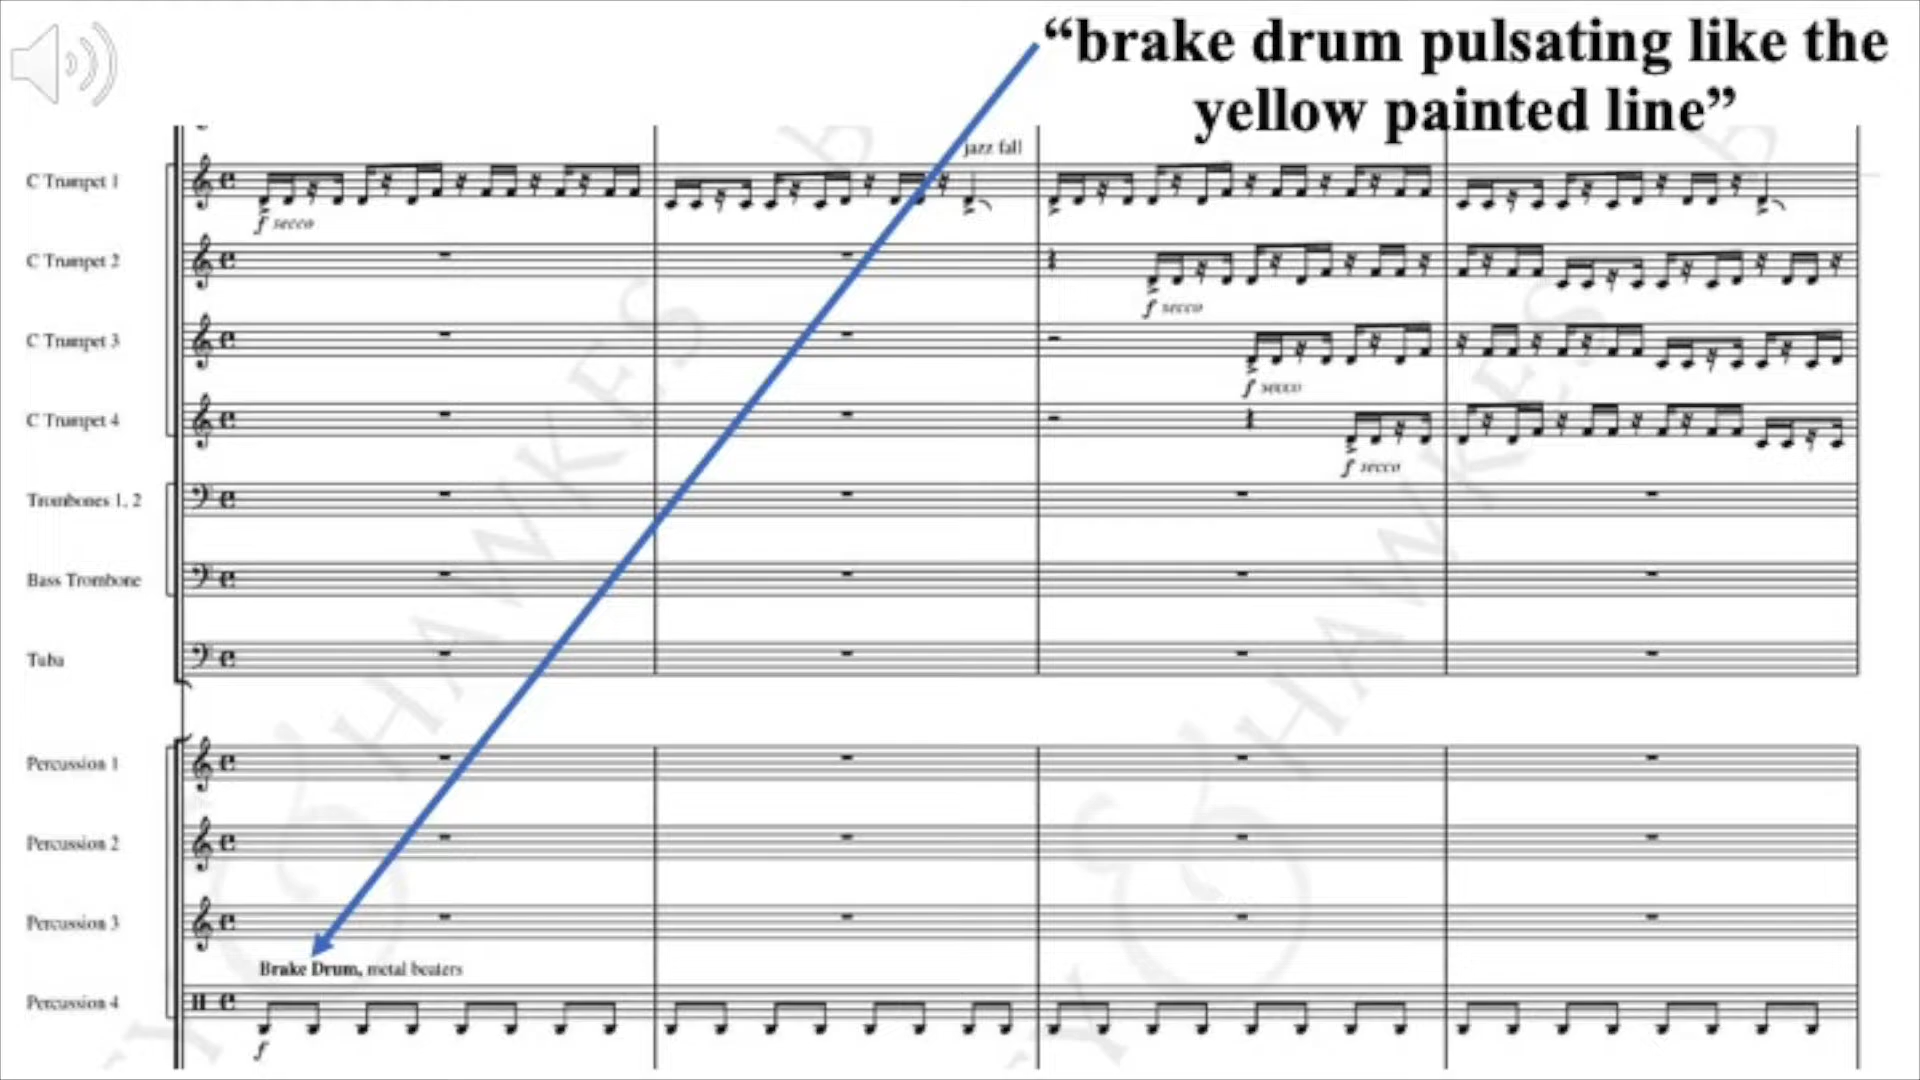 “brake drum pulsating like the
yellow painted line”
jazz fall
C Trumpet 1
f secco
C Trumpet 2
f secco
C Trumpet 3
f secco
C Trumpet 4
f secco
Trombones 1, 2
Bass Trombone
Tuba
Percussion 1
Percussion 2
Percussion 3
Brake Drum, metal beaters
Percussion 4
f
HAWKES
HAWKES